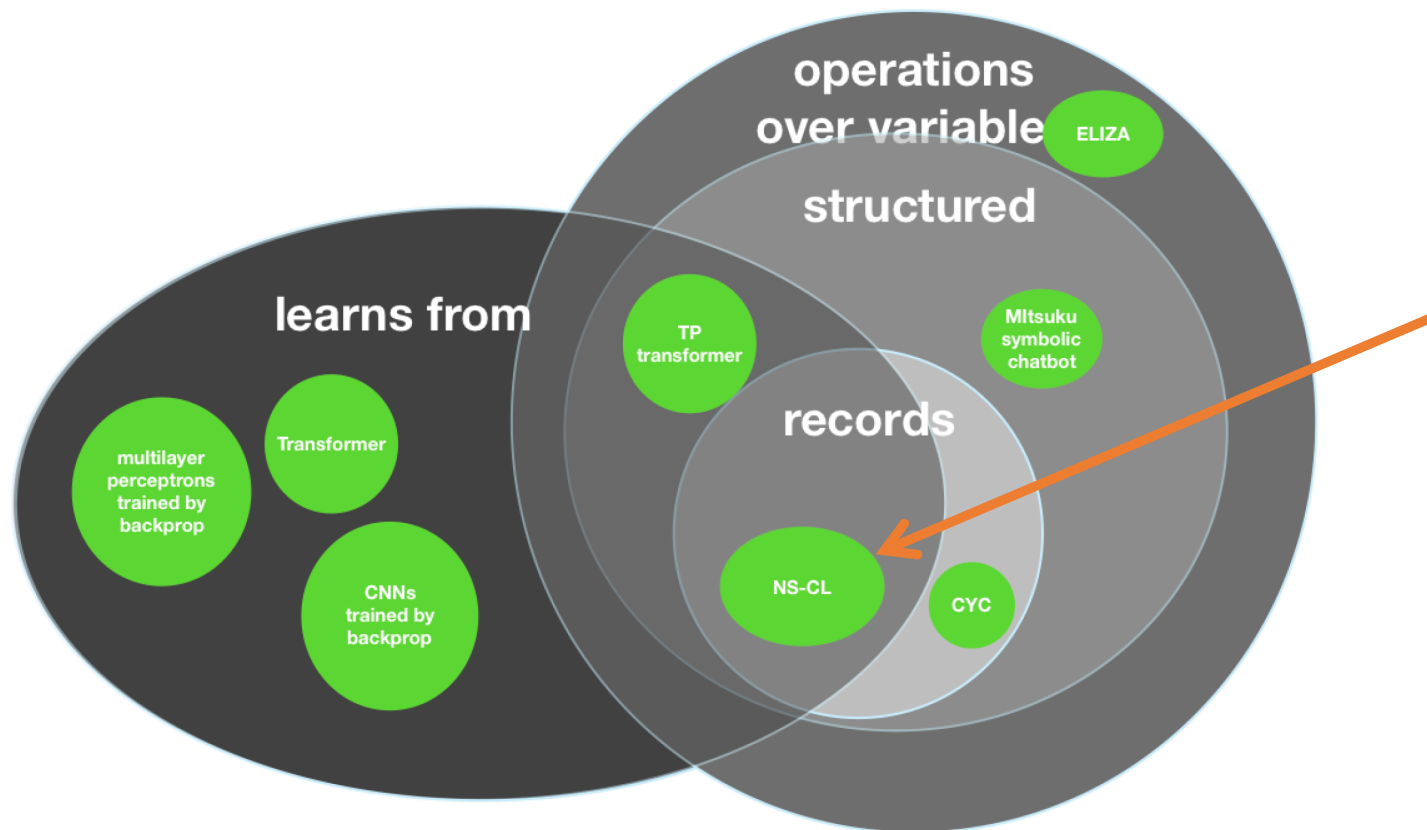 operations
over variable
ELIZA
structured
learns from
TP
transformer
MItsuku
symbolic
chatbot
records
Transformer
multilayer
perceptrons
trained by
backprop
CNNs
trained by
backprop
NS-CL
CYC